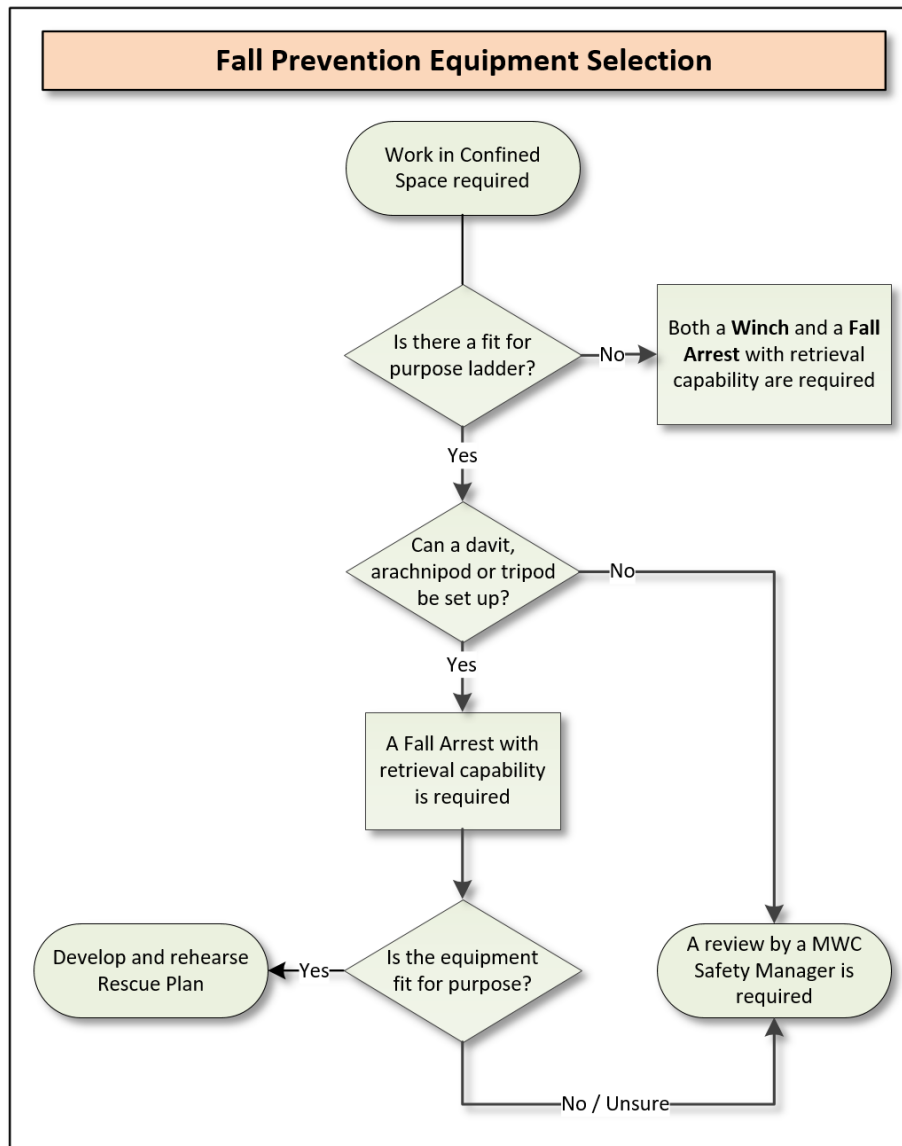 Fall Prevention Equipment Selection
Work in Confined
Space required
Is there a fit for
purpose ladder?
No
Both a Winch and a Fall
Arrest with retrieval
capability are required
Yes
Can a davit,
arachnipod or tripod
be set up?
No
Yes
A Fall Arrest with
retrieval capability
is required
Develop and rehearse
Rescue Plan
Yes
Is the equipment
fit for purpose?
A review by a MWC
Safety Manager is
required
No / Unsure